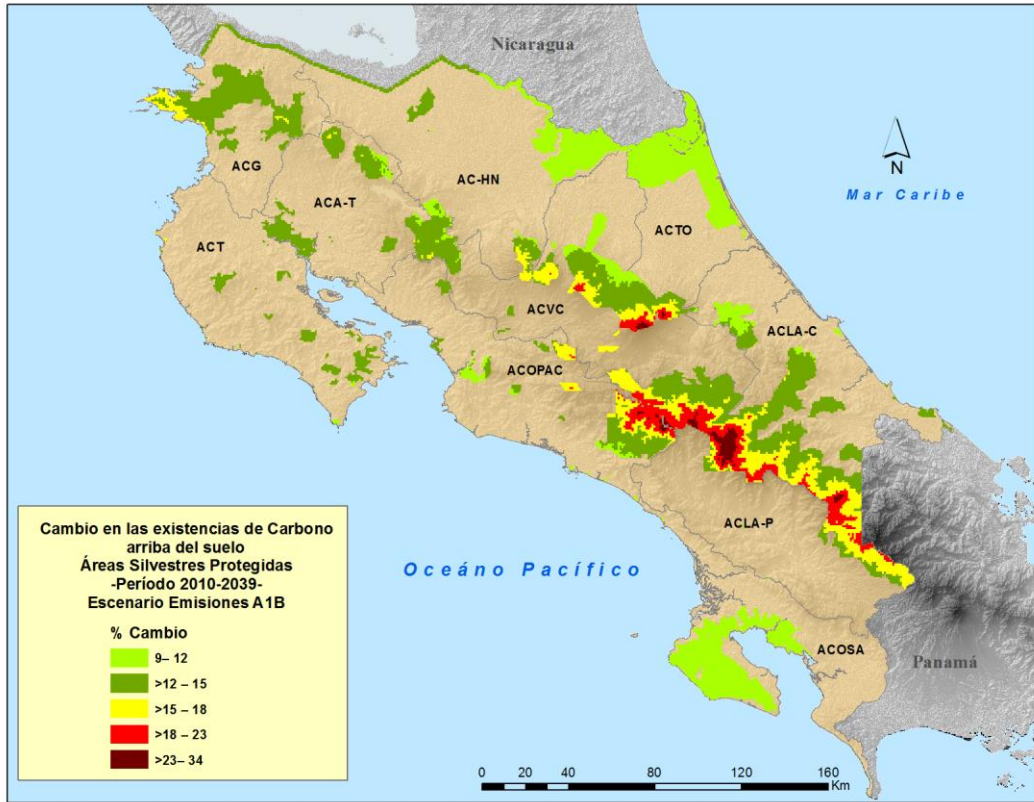 Nicaragua
N
Mar Caribe
ACG
ACA-T
AC-HN
ACT
ACTO
ACVC
ACLA-C
ACOPAC
ACLA-P
Océano Pacífico
ACOSA
Panamá
Cambio en las existencias de Carbono
arriba del suelo
Áreas Silvestres Protegidas
-Período 2010-2039-
Escenario Emisiones A1B
% Cambio
9– 12
>12 – 15
>15 – 18
>18 – 23
>23– 34
0 20 40 80 120 160
Km